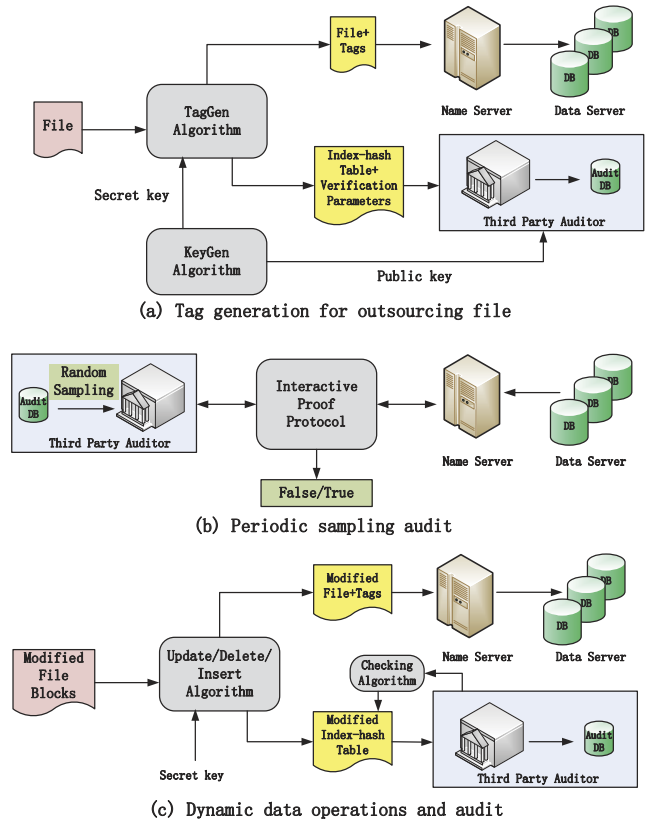 File+
Tags
DB
DB
DB
Name Server
Data Server
File
TagGen
Algorithm
Secret key
Index-hash
Table+
Verification
Parameters
Audit
DB
Third Party Auditor
KeyGen
Algorithm
Public key
(a) Tag generation for outsourcing file
Random
Sampling
Audit
DB
Third Party Auditor
Interactive
Proof
Protocol
False/True
DB
DB
DB
Name Server
Data Server
(b) Periodic sampling audit
Modified
File+Tags
DB
DB
DB
Name Server
Data Server
Modified
File
Blocks
Update/Delete/
Insert
Algorithm
Secret key
Checking
Algorithm
Modified
Index-hash
Table
Audit
DB
Third Party Auditor
(c) Dynamic data operations and audit